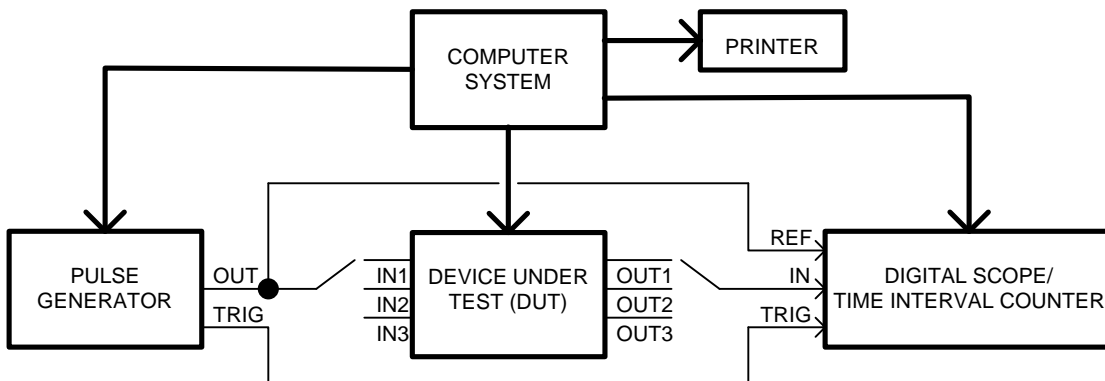 COMPUTER
SYSTEM
PRINTER
PULSE
GENERATOR
OUT
TRIG
IN1
IN2
IN3
DEVICE UNDER
TEST (DUT)
OUT1
OUT2
OUT3
REF
IN
TRIG
DIGITAL SCOPE/
TIME INTERVAL COUNTER